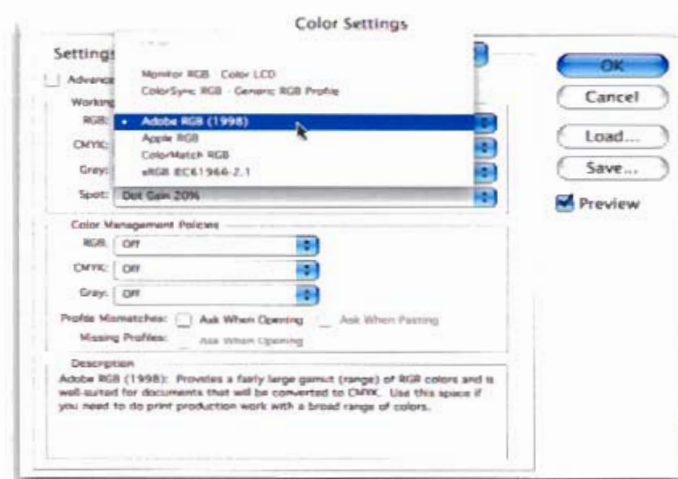 Color Settings
Settings
Advance
Monitor RGB - Color LCD
ColorSync RGB - Generic RGB Profile
Working
RGB: • Adobe RGB (1998)
Apple RGB
CMYK:
ColorMatch RGB
Gray: sRGB IEC61966-2.1
Spot: Dot Gain 20%
OK
Cancel
Load...
Save...
Preview
Color Management Policies
RGB: Off
CMYK: Off
Gray: Off
Profile Mismatches: Ask When Opening Ask When Pasting
Missing Profiles: Ask When Opening
Description
Adobe RGB (1998): Provides a fairly large gamut (range) of RGB colors and is
well-suited for documents that will be converted to CMYK. Use this space if
you need to do print production work with a broad range of colors.